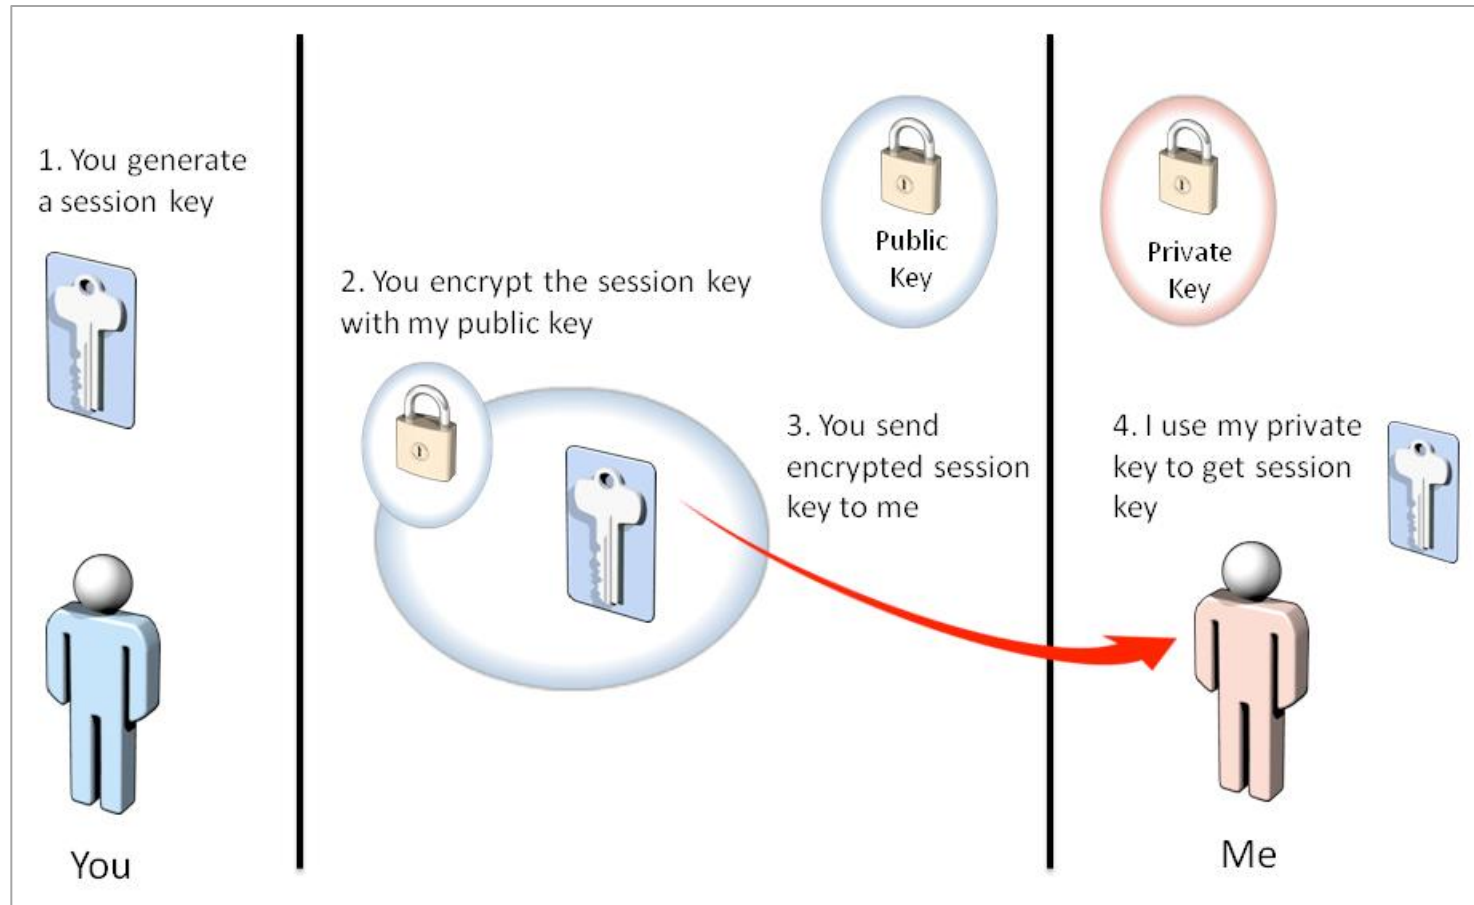 1. You generate
a session key
2. You encrypt the session key
with my public key
Public
Key
Private
Key
3. You send
encrypted session
key to me
4. I use my private
key to get session
key
You
Me